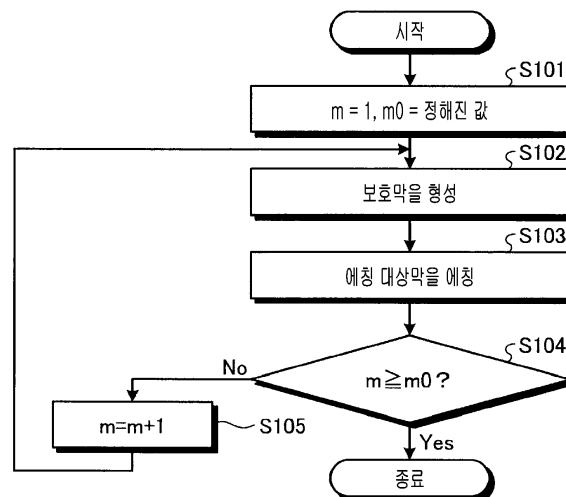 시작
S101
m = 1, m0 = 정해진 값
S102
보호막을 형성
S103
에칭 대상막을 에칭
S104
m≧m0 ?
No
m=m+1
S105
Yes
종료